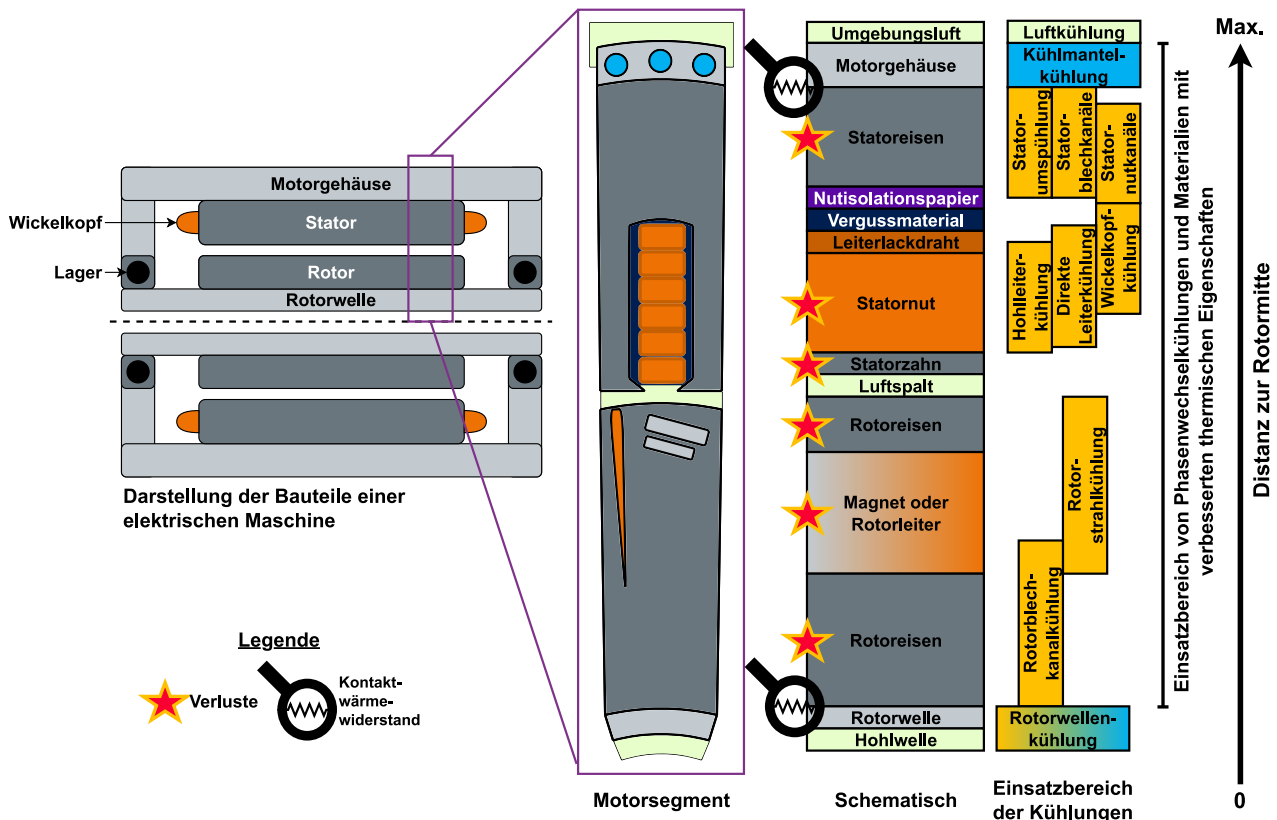 Motorgehäuse
Wickelkopf
Stator
Lager
Rotor
Rotorwelle
Darstellung der Bauteile einer
elektrischen Maschine
Legende
Verluste
Kontakt-
wärme-
widerstand
Motorsegment
Umgebungsluft
Motorgehäuse
Statoreisen
Nutisolationspapier
Vergussmaterial
Leiterlackdraht
Statornut
Statorzahn
Luftspalt
Rotoreisen
Magnet oder
Rotorleiter
Rotoreisen
Rotorwelle
Hohlwelle
Schematisch
Luftkühlung
Kühlmantel-
kühlung
Stator-
umspühlung
Stator-
blechkanäle
Stator-
nutkanäle
Hohlleiter-
kühlung
Direkte
Leiterkühlung
Wickelkopf-
kühlung
Rotor-
strahlkühlung
Rotorblech-
kanalkühlung
Rotorwellen-
kühlung
Einsatzbereich
der Kühlungen
Einsatzbereich von Phasenwechselkühlungen und Materialien mit
verbesserten thermischen Eigenschaften
Max.
Distanz zur Rotormitte
0